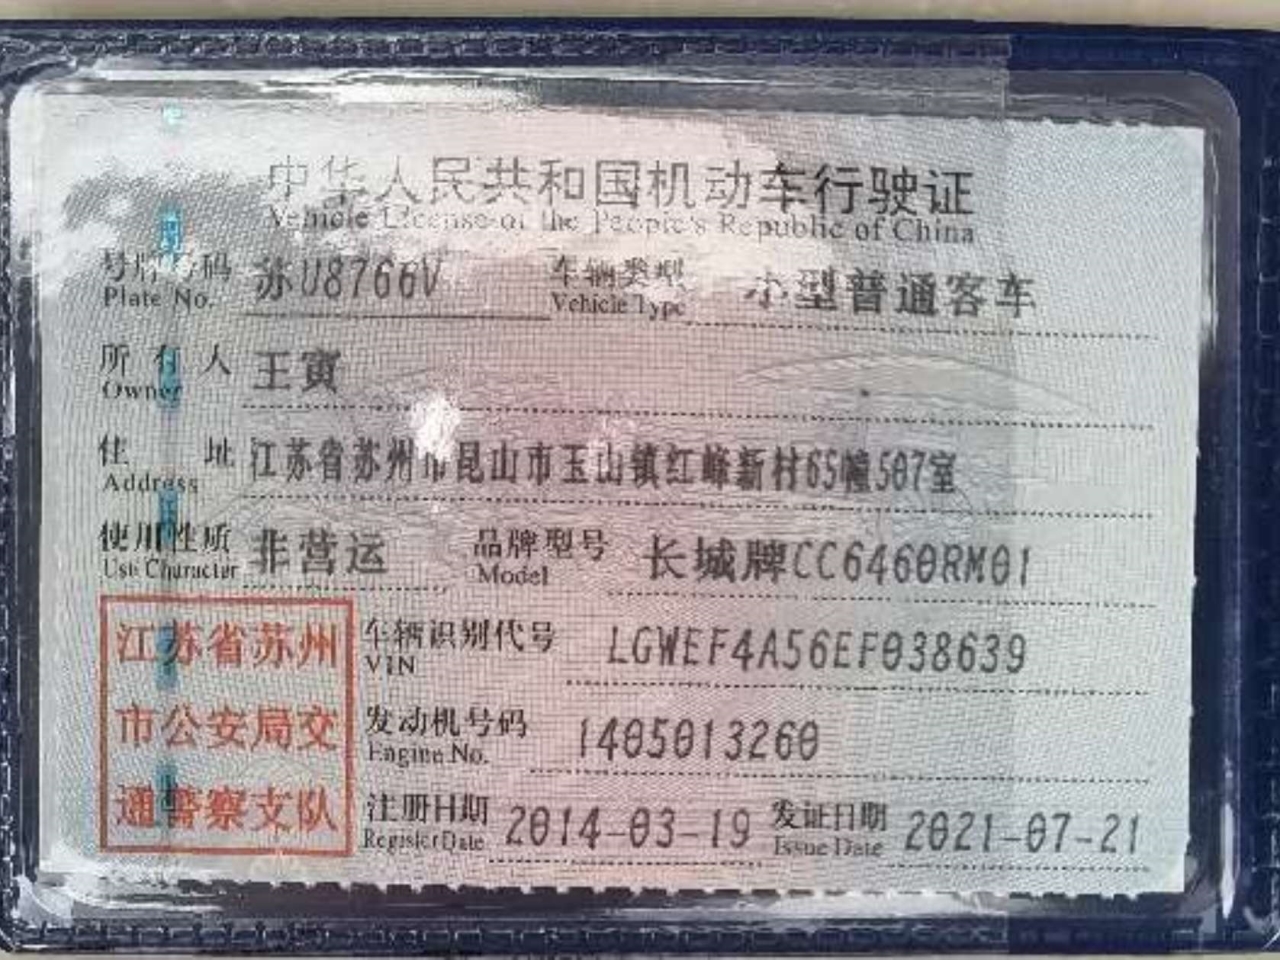 中华人民共和国机动车行驶证
Vehicle License of the People's Republic of China
号牌号码 苏U8766V 车辆类型 小型普通客车
Plate No. Vehicle Type
所有人 王寅
Owner
住址 江苏省苏州市昆山市玉山镇红峰新村65幢507室
Address
使用性质 非营运 品牌型号 长城牌CC6460RM01
Use Character Model
江苏省苏州 车辆识别代号 LGWEF4A56EF038639
VIN
市公安局交 发动机号码 1405013260
Engine No.
通警察支队 注册日期 2014-03-19 发证日期 2021-07-21
Register Date Issue Date